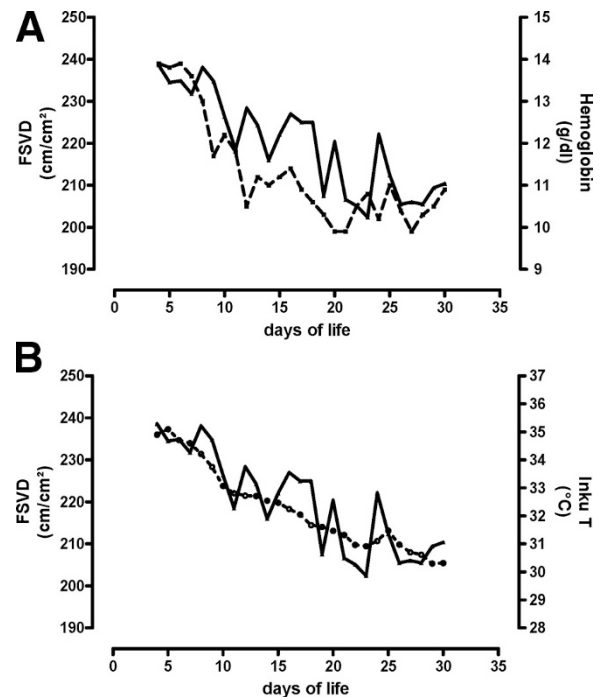 A
FSVD
(cm/cm²)
250
240
230
220
210
200
190
15
14
13
12
11
10
9
Hemoglobin
(g/dl)
0 5 10 15 20 25 30 35
days of life
B
FSVD
(cm/cm²)
250
240
230
220
210
200
190
37
36
35
34
33
32
31
30
29
28
Inku T
(°C)
0 5 10 15 20 25 30 35
days of life